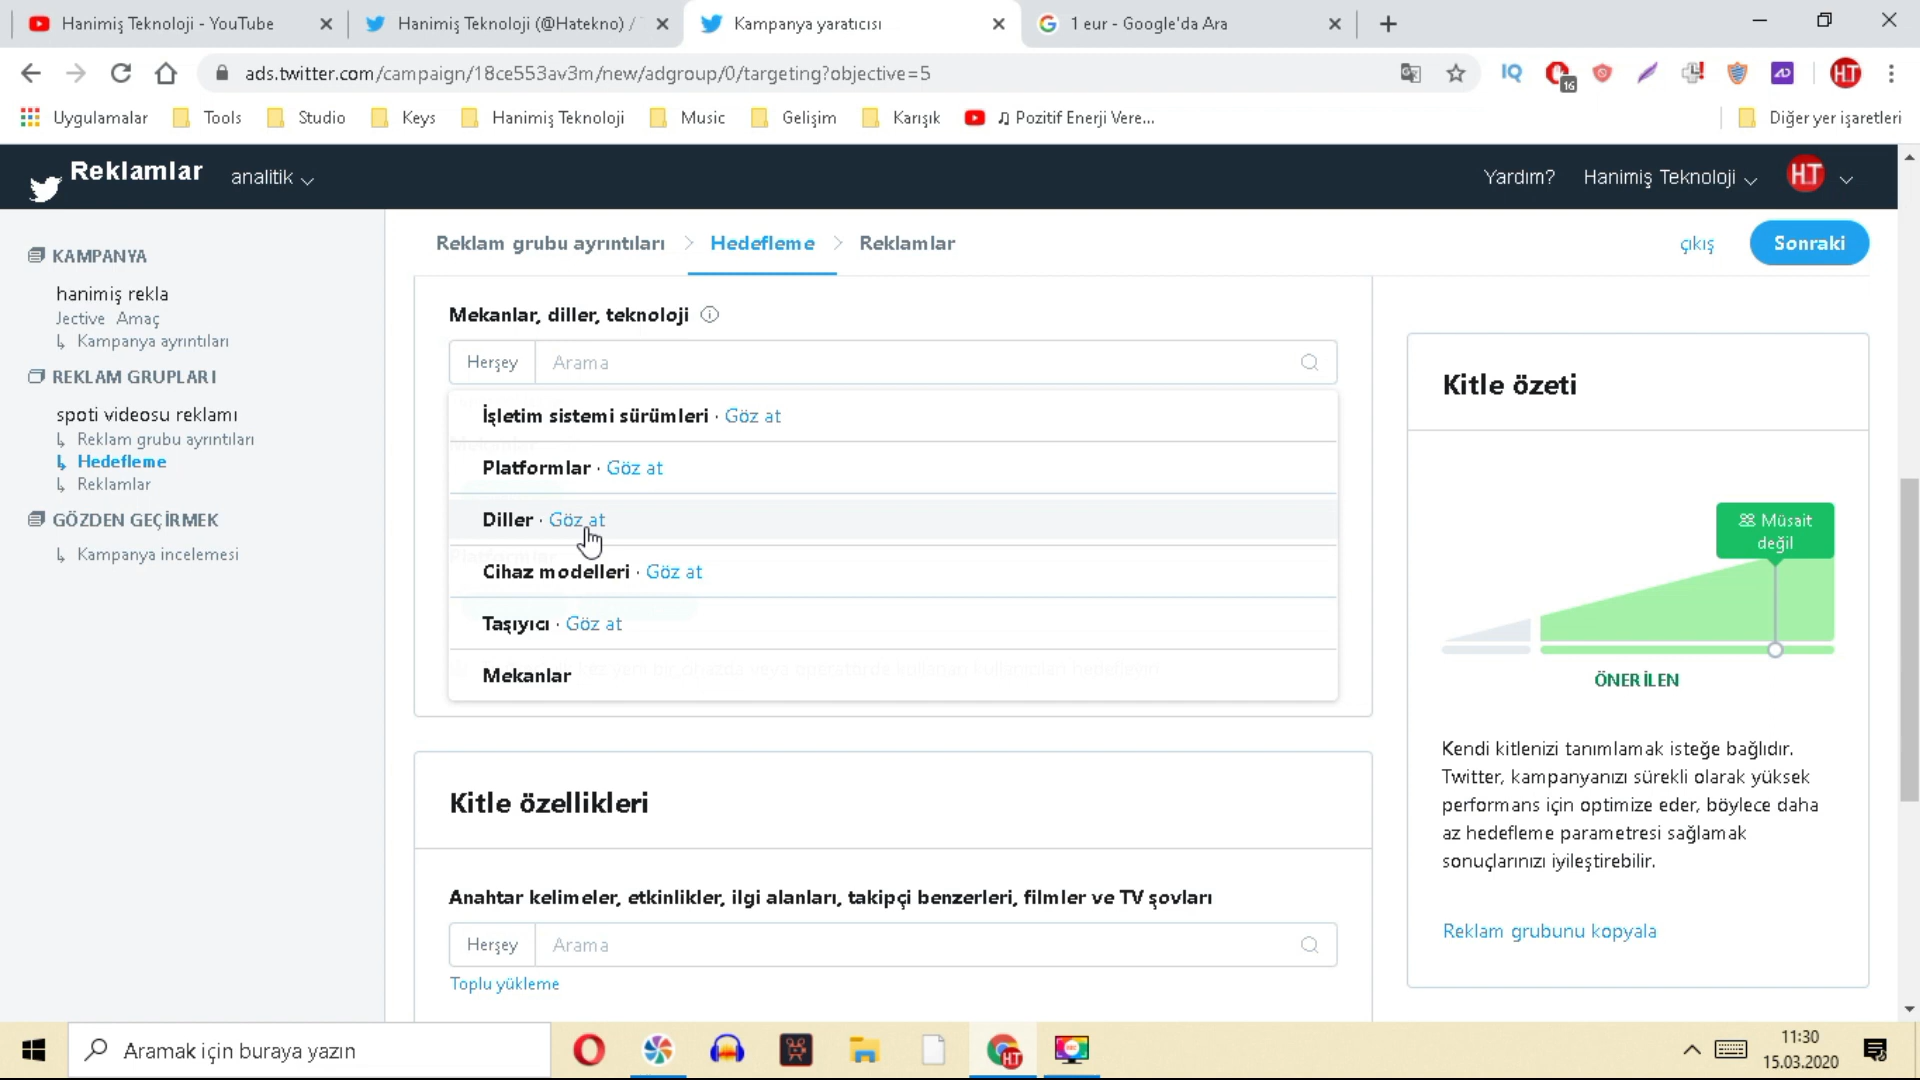 Hanimiş Teknoloji - YouTube
Hanimiş Teknoloji (@Hatekno) /
Kampanya yaratıcısı
1 eur - Google'da Ara
ads.twitter.com/campaign/18ce553av3m/new/adgroup/0/targeting?objective=5
IQ
16
HT
Uygulamalar
Tools
Studio
Keys
Hanimiş Teknoloji
Music
Gelişim
Karışık
♫ Pozitif Enerji Vere...
Diğer yer işaretleri
Reklamlar
analitik
Yardım?
Hanimiş Teknoloji
HT
KAMPANYA
hanimiş rekla
Jective Amaç
Kampanya ayrıntıları
REKLAM GRUPLARI
spoti videosu reklamı
Reklam grubu ayrıntıları
Hedefleme
Reklamlar
GÖZDEN GEÇİRMEK
Kampanya incelemesi
Reklam grubu ayrıntıları
Hedefleme
Reklamlar
çıkış
Sonraki
Mekanlar, diller, teknoloji
Herşey
Arama
İşletim sistemi sürümleri · Göz at
Platformlar · Göz at
Diller · Göz at
Cihaz modelleri · Göz at
Taşıyıcı · Göz at
Mekanlar
Kitle özellikleri
Anahtar kelimeler, etkinlikler, ilgi alanları, takipçi benzerleri, filmler ve TV şovları
Herşey
Arama
Toplu yükleme
Kitle özeti
Müsait
değil
ÖNERİLEN
Kendi kitlenizi tanımlamak isteğe bağlıdır.
Twitter, kampanyanızı sürekli olarak yüksek
performans için optimize eder, böylece daha
az hedefleme parametresi sağlamak
sonuçlarınızı iyileştirebilir.
Reklam grubunu kopyala
Aramak için buraya yazın
HT
11:30
15.03.2020